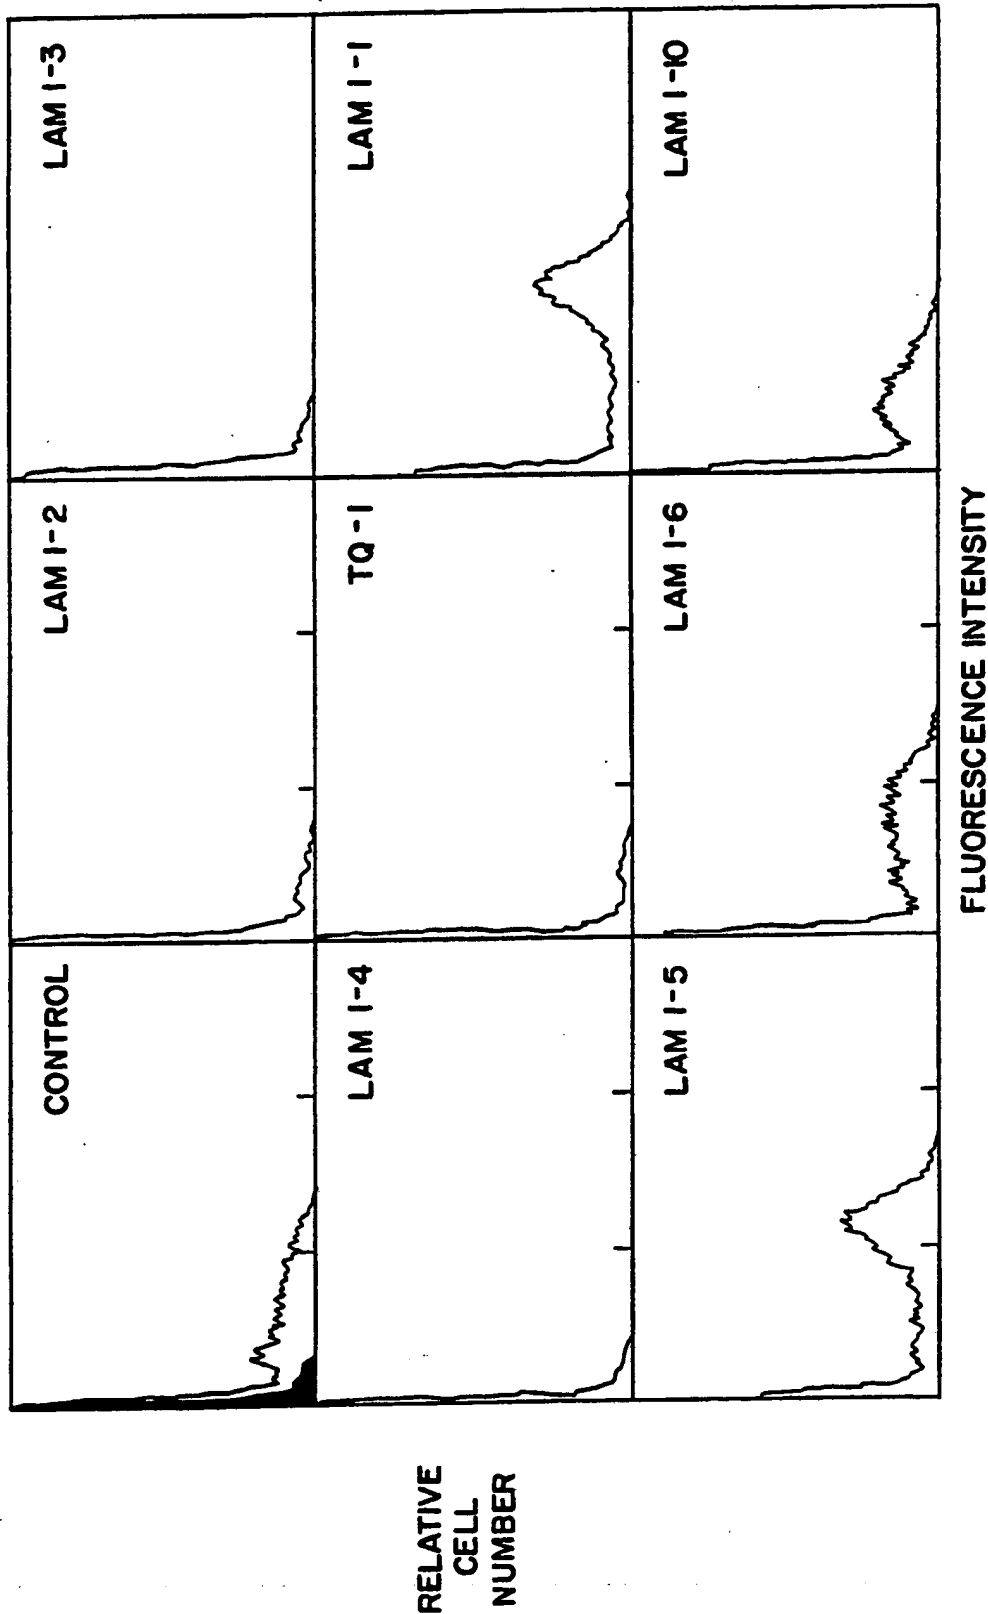 CONTROL
LAM 1-2
LAM 1-3
LAM 1-4
TQ-1
LAM 1-1
LAM 1-5
LAM 1-6
LAM 1-10
RELATIVE
CELL
NUMBER
FLUORESCENCE INTENSITY